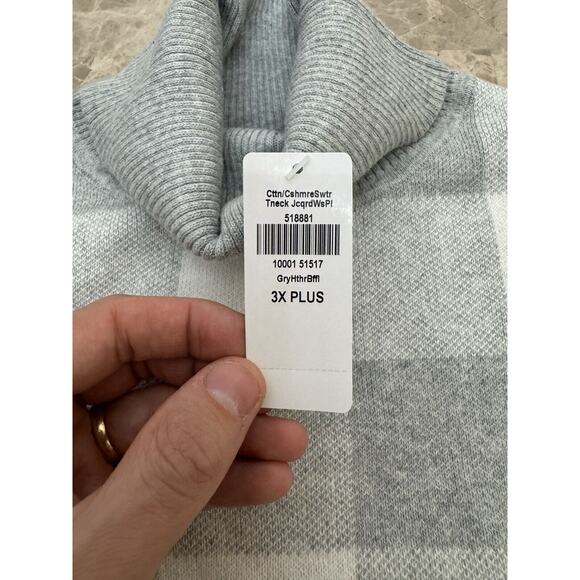 Cttn/CshmreSwtr
Tneck JcqrdWsPl
518881
10001 51517
GryHthrBffl
3X PLUS